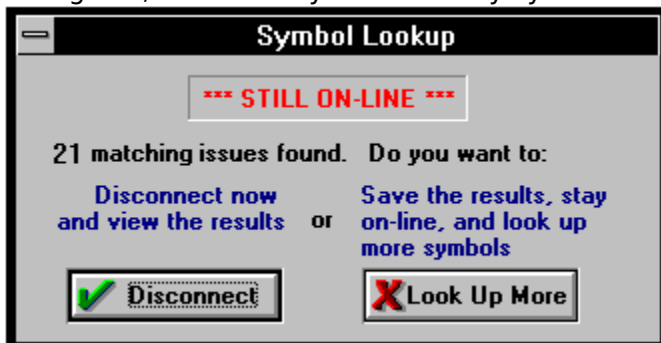 Symbol Lookup
*** STILL ON-LINE ***
21 matching issues found. Do you want to:
Disconnect now
and view the results
or
Save the results, stay
on-line, and look up
more symbols
Disconnect
Look Up More